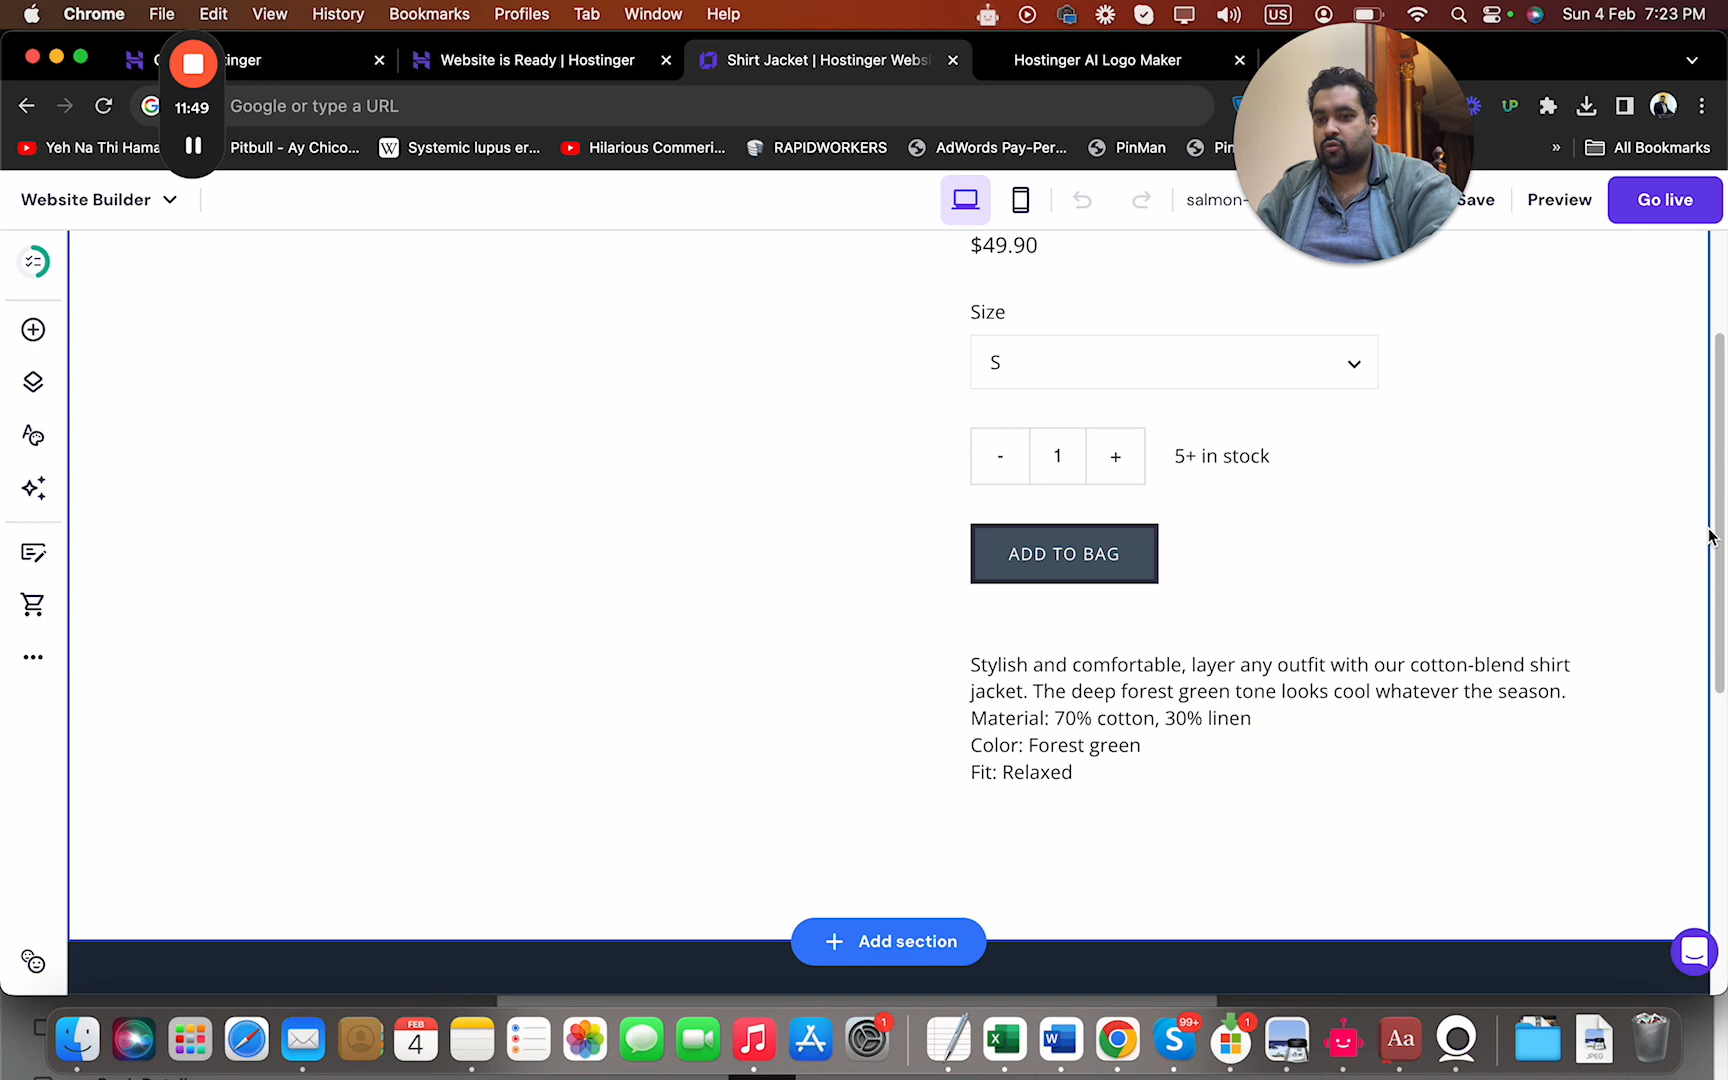 Chrome File Edit View History Bookmarks Profiles Tab Window Help US Sun 4 Feb 7:23 PM
Website is Ready | Hostinger Shirt Jacket | Hostinger Webs Hostinger AI Logo Maker
11:49 Google or type a URL
Yeh Na Thi Hama Pitbull - Ay Chico... W Systemic lupus er... Hilarious Commeri... RAPIDWORKERS AdWords Pay-Per... PinMan » All Bookmarks
Website Builder salmon- Save Preview Go live
$49.90
Size
S
- 1 + 5+ in stock
ADD TO BAG
Stylish and comfortable, layer any outfit with our cotton-blend shirt
jacket. The deep forest green tone looks cool whatever the season.
Material: 70% cotton, 30% linen
Color: Forest green
Fit: Relaxed
+ Add section
FEB
4
1
99+
1
Aa
JPEG